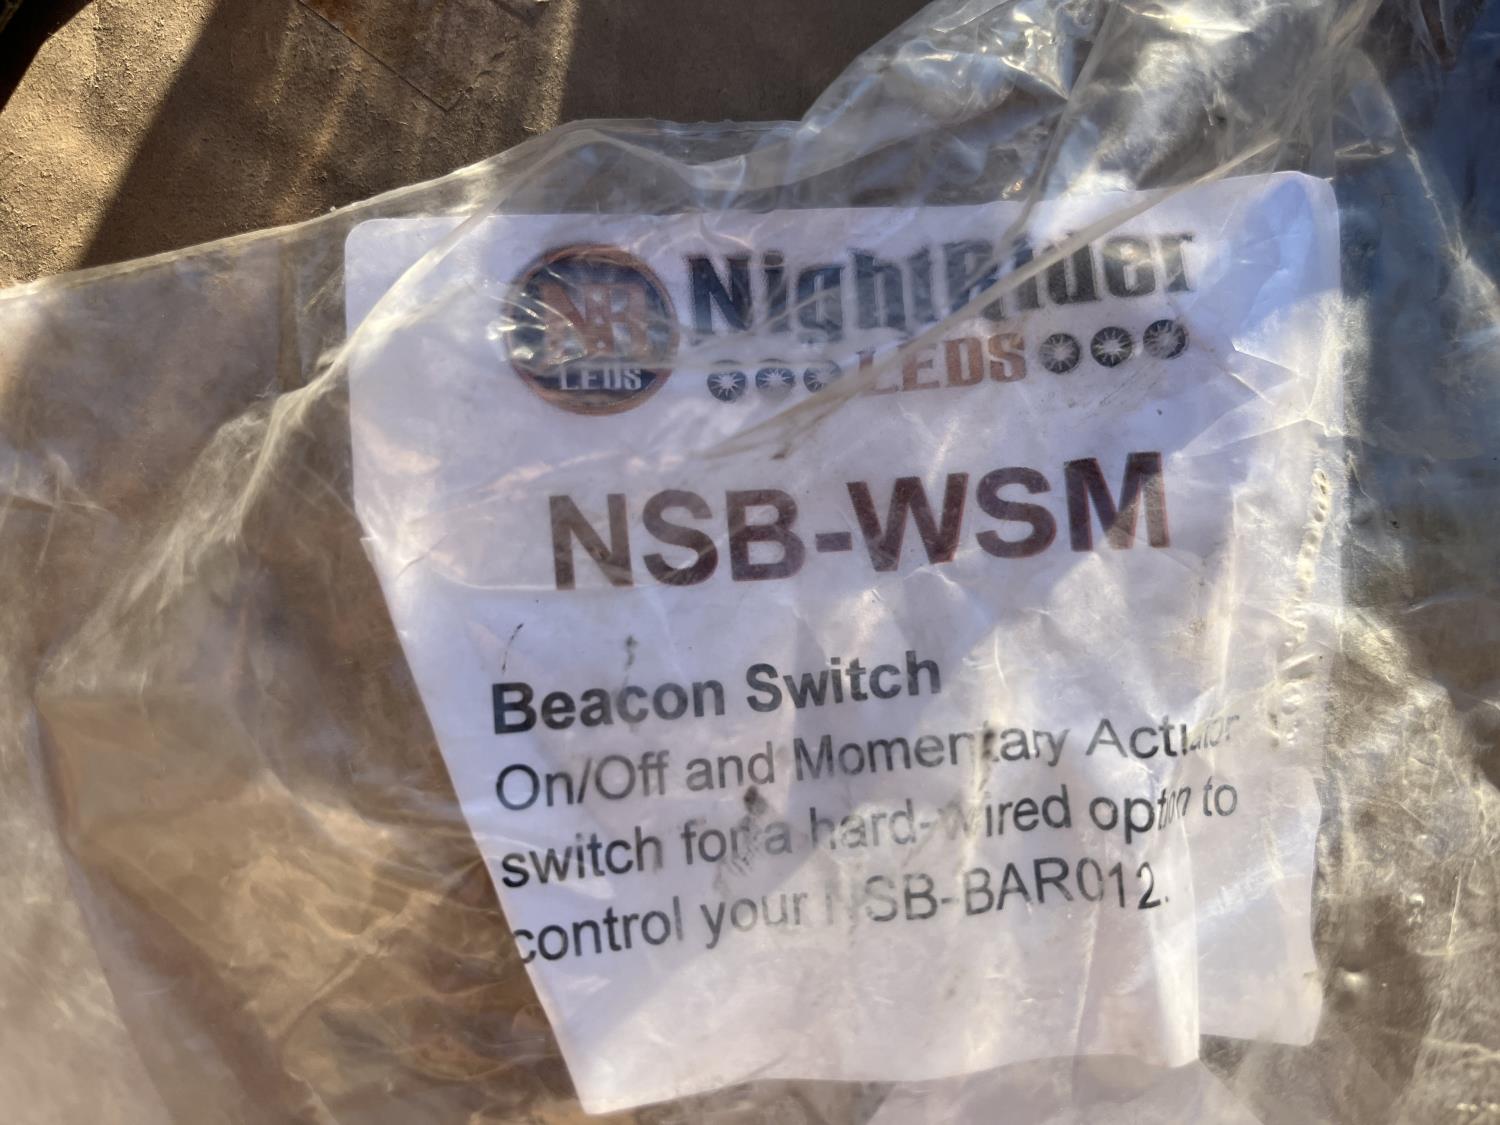 NR
LEDS
NightRider
LEDS
NSB-WSM
Beacon Switch
On/Off and Momentary Actuator
switch for a hard-wired option to
control your NSB-BAR012.